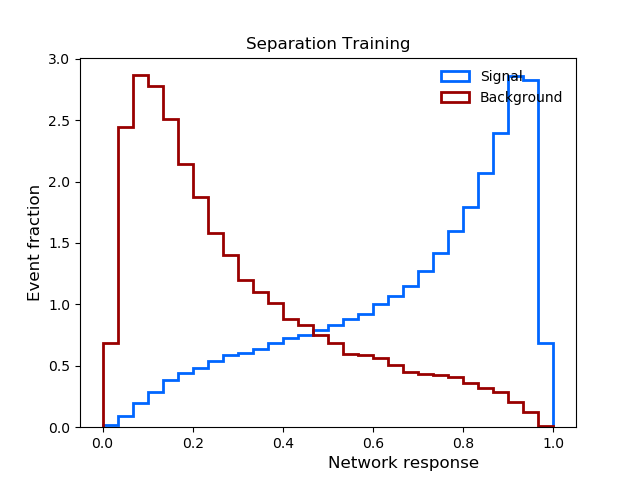 Separation Training
Signal
Background
Event fraction
3.0
2.5
2.0
1.5
1.0
0.5
0.0
0.0 0.2 0.4 0.6 0.8 1.0
Network response